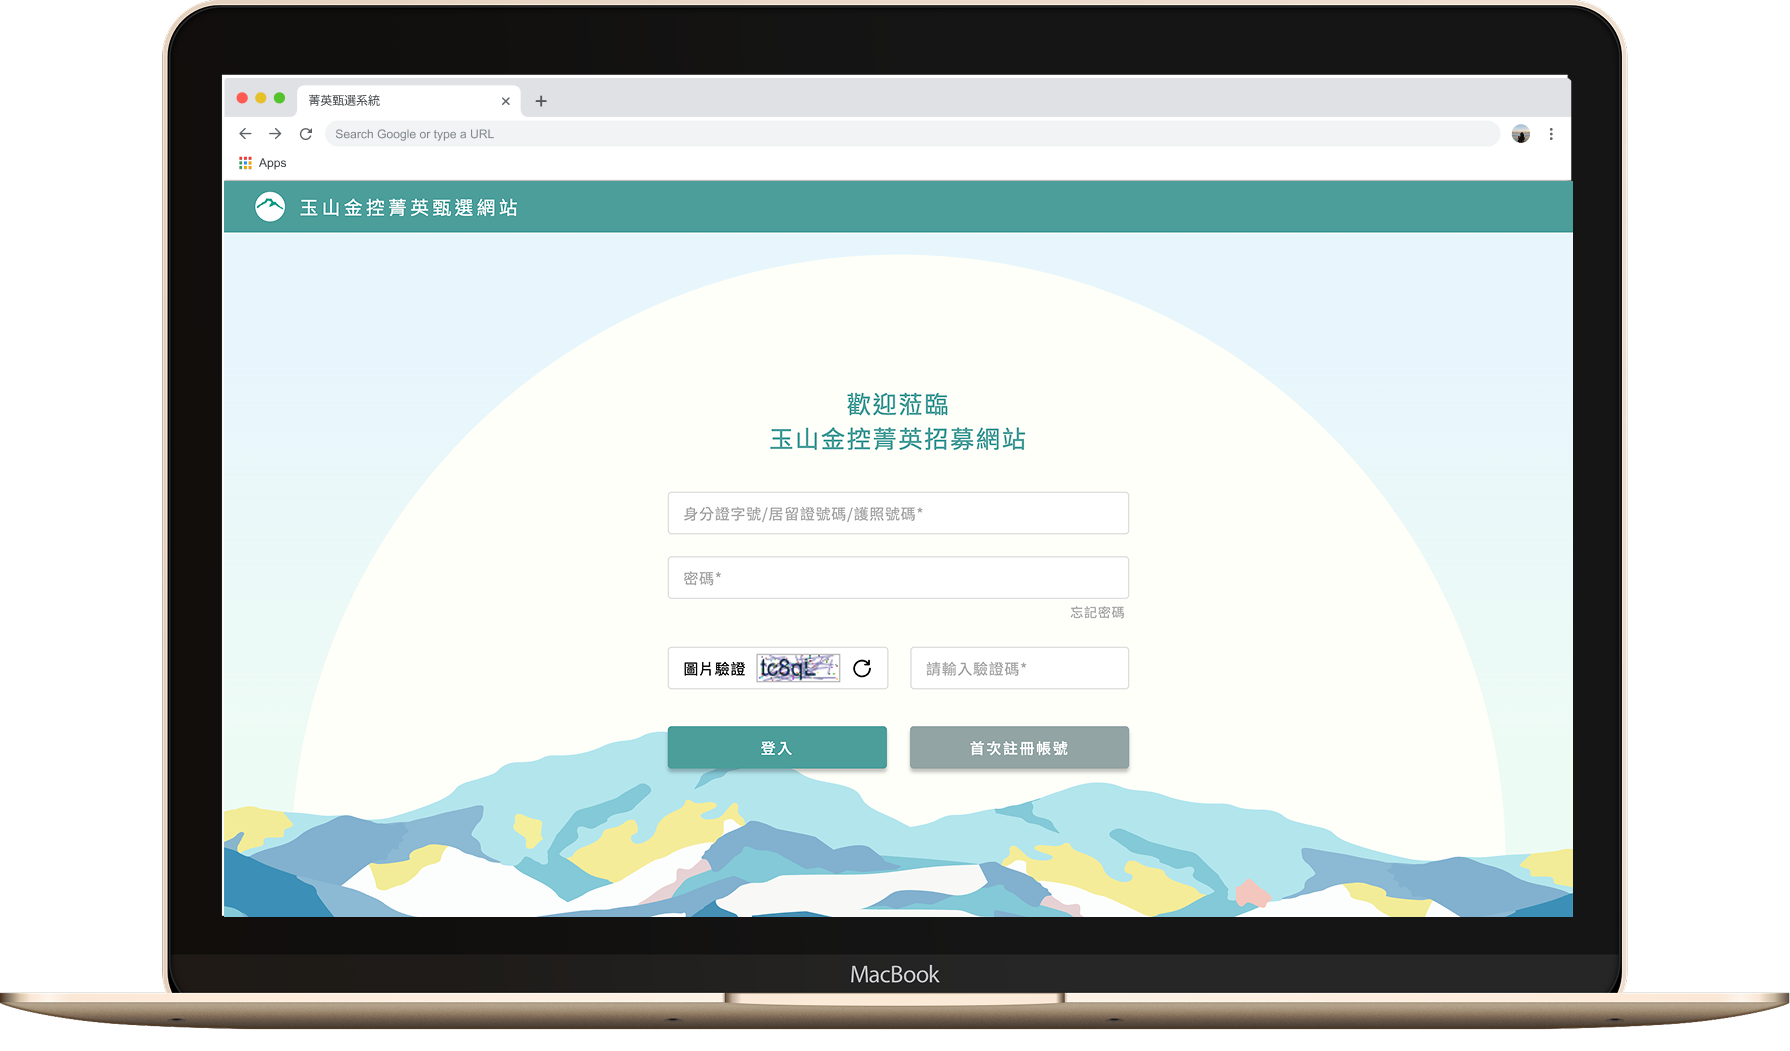 菁英甄選系統
Search Google or type a URL
Apps
玉山金控菁英甄選網站
歡迎蒞臨
玉山金控菁英招募網站
身分證字號/居留證號碼/護照號碼*
密碼*
忘記密碼
圖片驗證 tc8qL 請輸入驗證碼*
登入 首次註冊帳號
MacBook